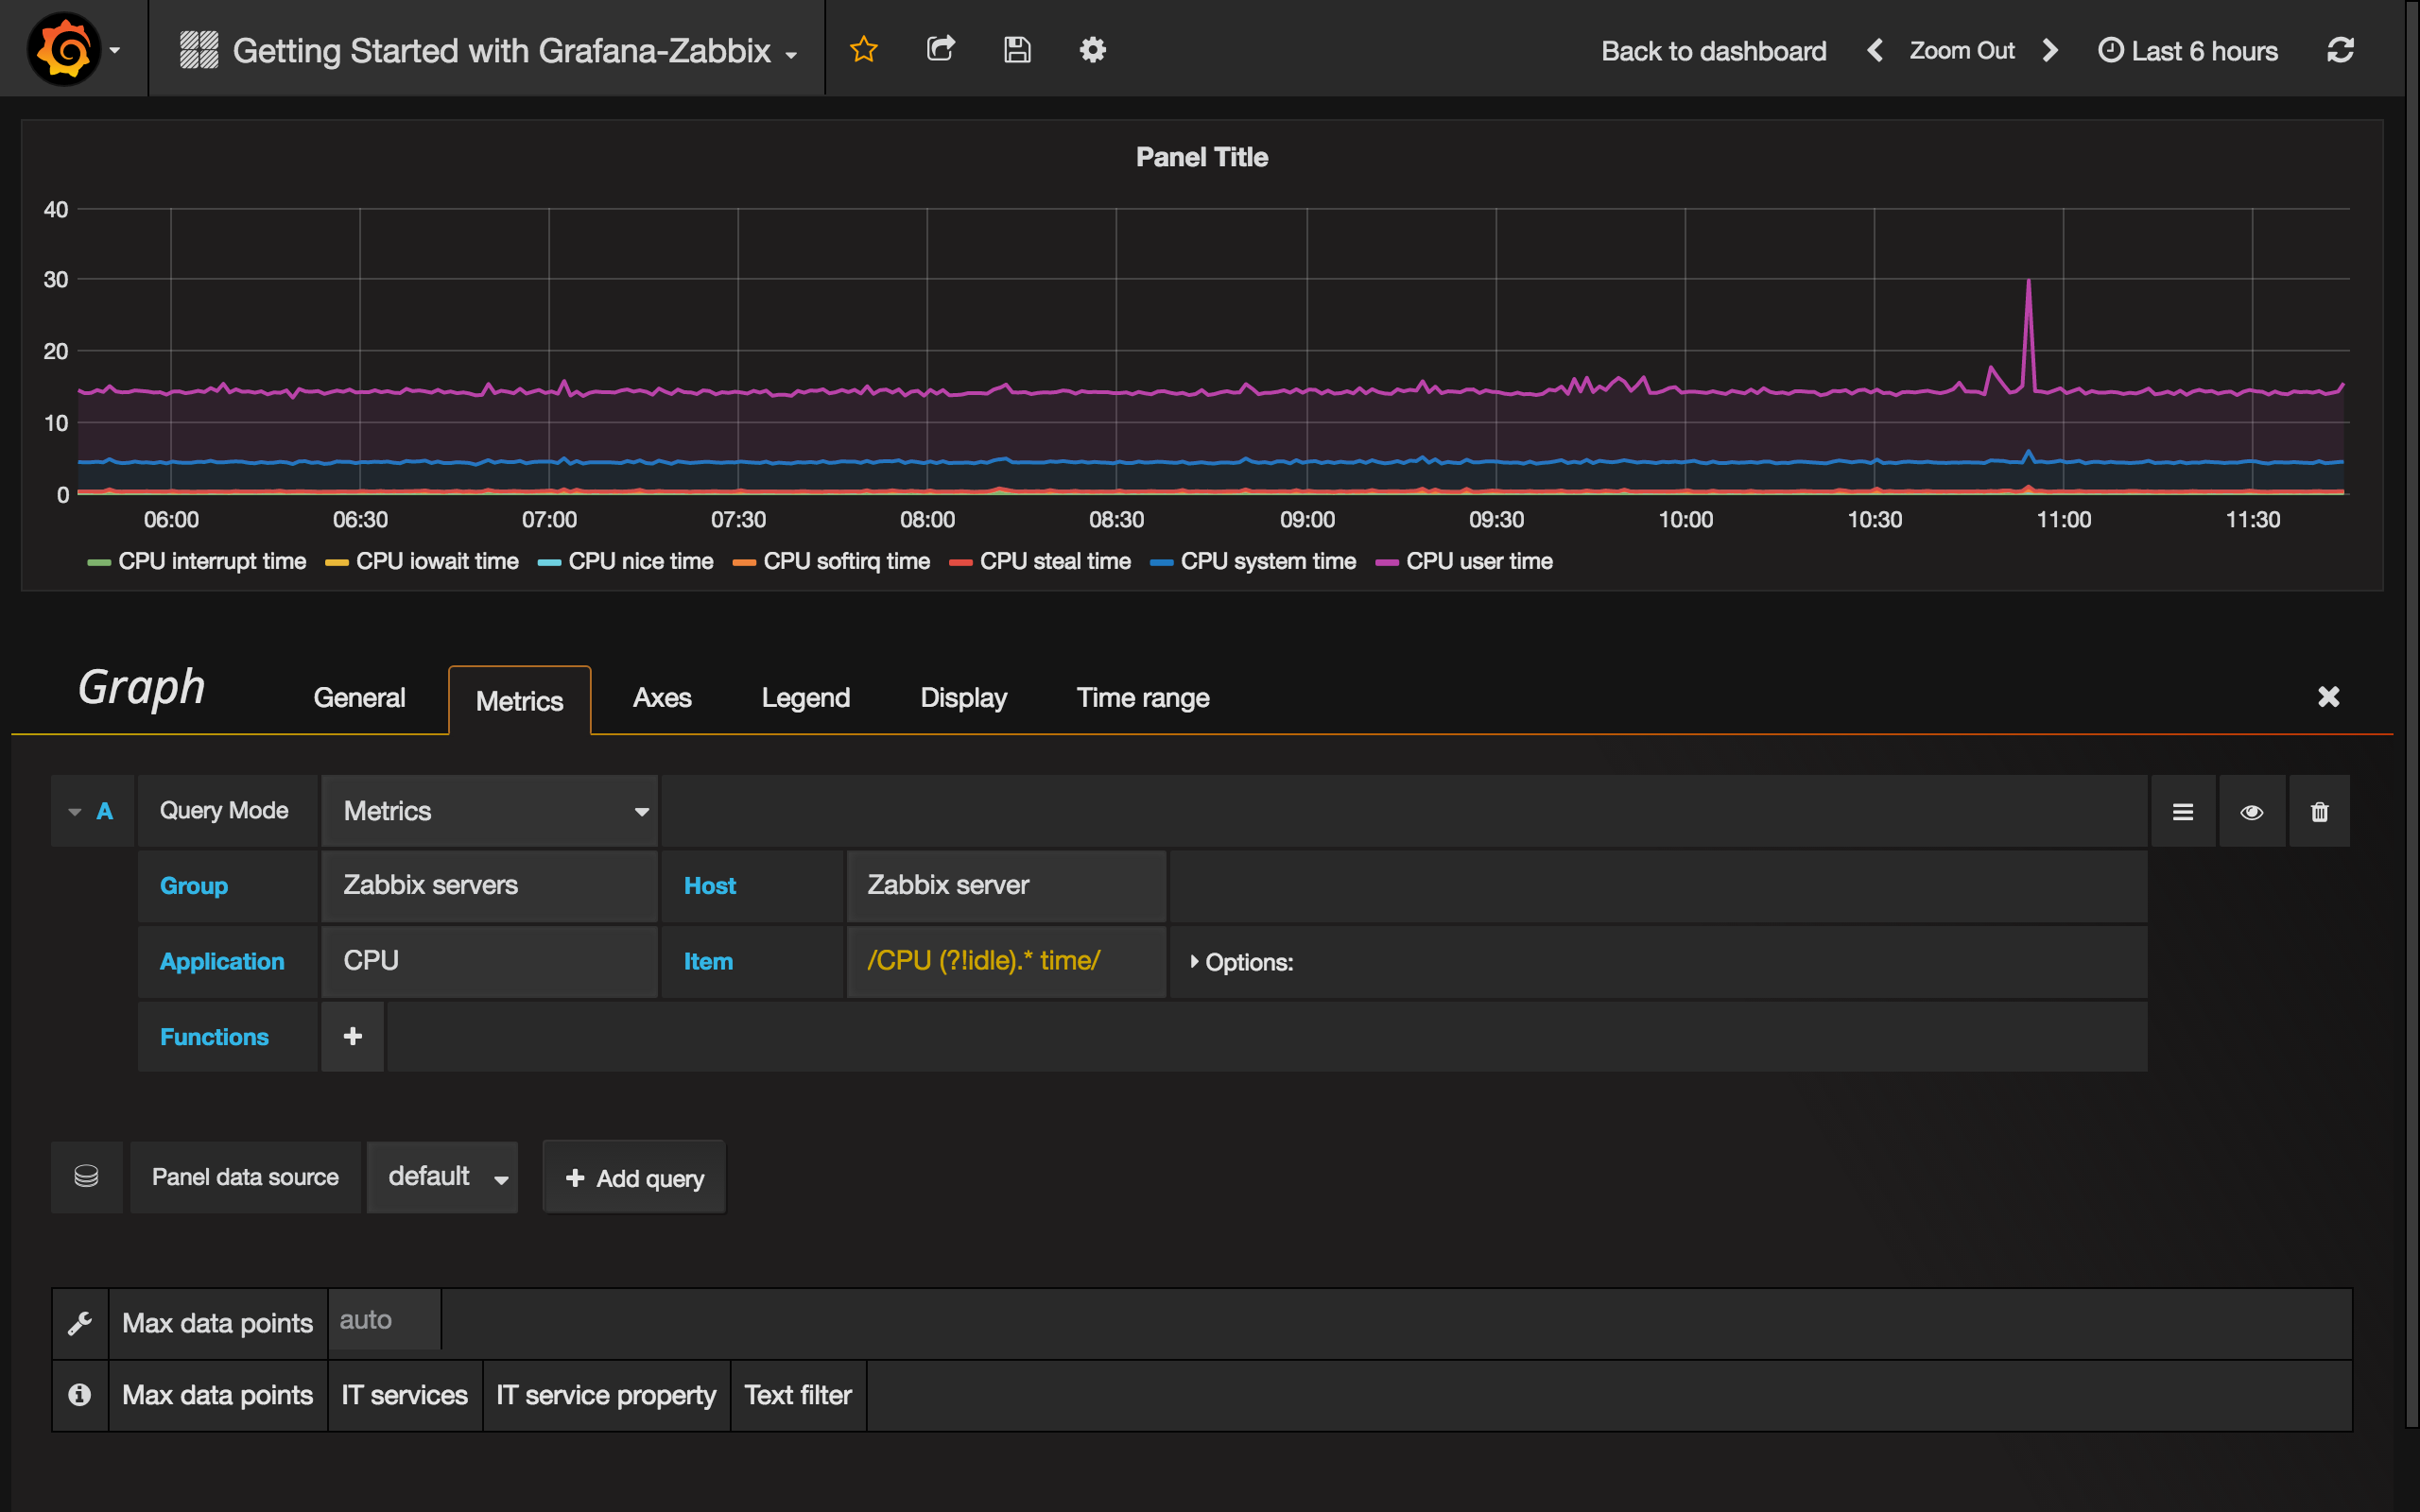 Getting Started with Grafana-Zabbix
Back to dashboard Zoom Out Last 6 hours
Panel Title
40
30
20
10
0
06:00 06:30 07:00 07:30 08:00 08:30 09:00 09:30 10:00 10:30 11:00 11:30
CPU interrupt time CPU iowait time CPU nice time CPU softirq time CPU steal time CPU system time CPU user time
Graph General Metrics Axes Legend Display Time range
A Query Mode Metrics
Group Zabbix servers Host Zabbix server
Application CPU Item /CPU (?!idle).* time/ Options:
Functions
Panel data source default Add query
Max data points auto
Max data points IT services IT service property Text filter